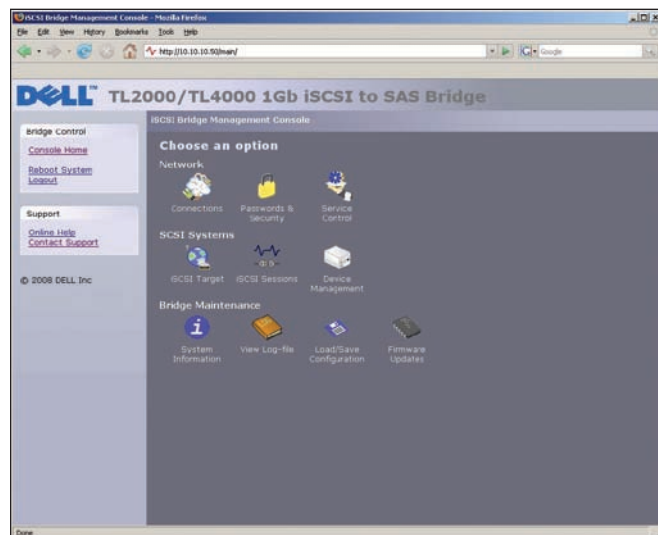 iSCSI Bridge Management Console - Mozilla Firefox
File Edit View History Bookmarks Tools Help
http://10.10.10.50/main/
Google
DELL™ TL2000/TL4000 1Gb iSCSI to SAS Bridge
iSCSI Bridge Management Console
Bridge Control
Console Home
Reboot System
Logout
Support
Online Help
Contact Support
© 2008 DELL Inc
Choose an option
Network
Connections
Passwords & Security
Service Control
SCSI Systems
iSCSI Target
iSCSI Sessions
Device Management
Bridge Maintenance
System Information
View Log-file
Load/Save Configuration
Firmware Updates
Done